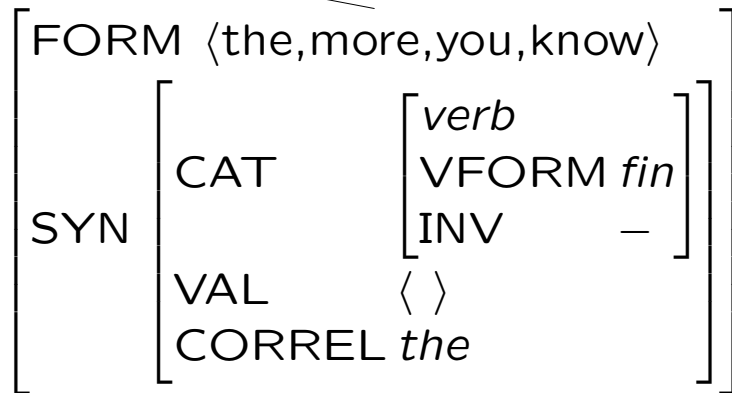 FORM ⟨the,more,you,know⟩
verb
CAT VFORM fin
SYN INV –
VAL ⟨ ⟩
CORREL the